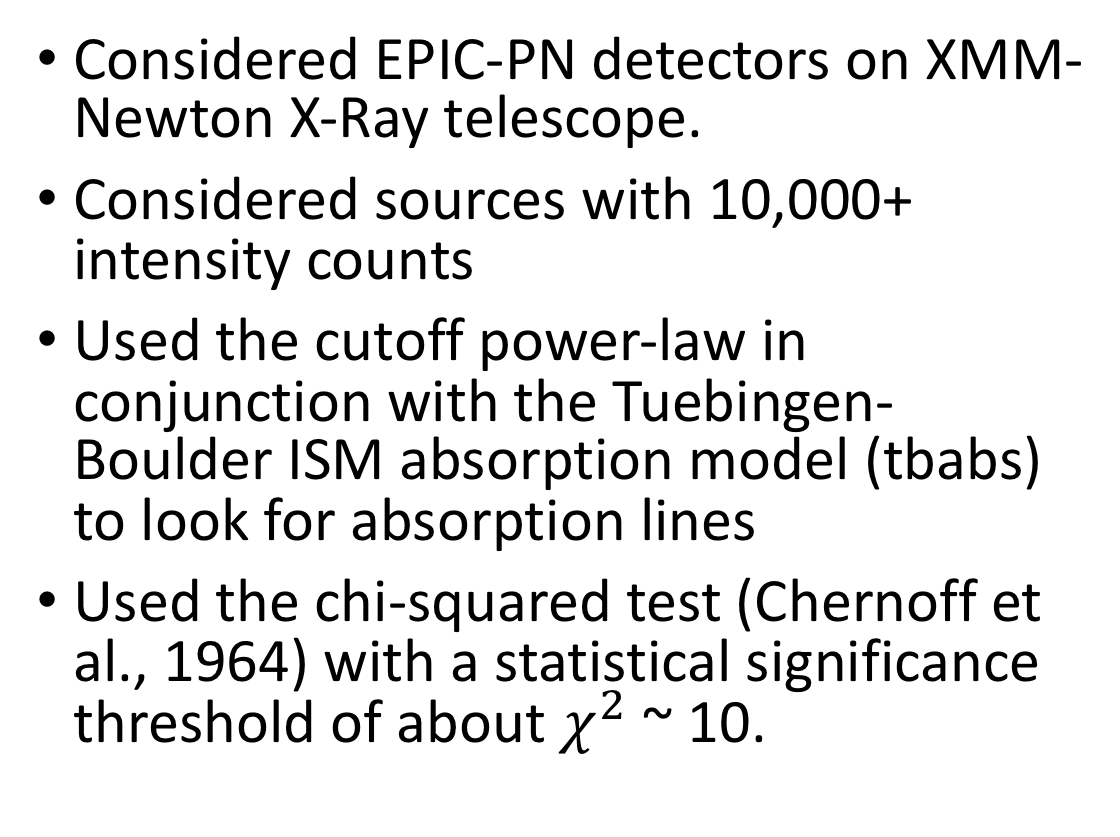 • Considered EPIC-PN detectors on XMM-
Newton X-Ray telescope.
• Considered sources with 10,000+
intensity counts
• Used the cutoff power-law in
conjunction with the Tuebingen-
Boulder ISM absorption model (tbabs)
to look for absorption lines
• Used the chi-squared test (Chernoff et
al., 1964) with a statistical significance
threshold of about 𝜒² ~ 10.